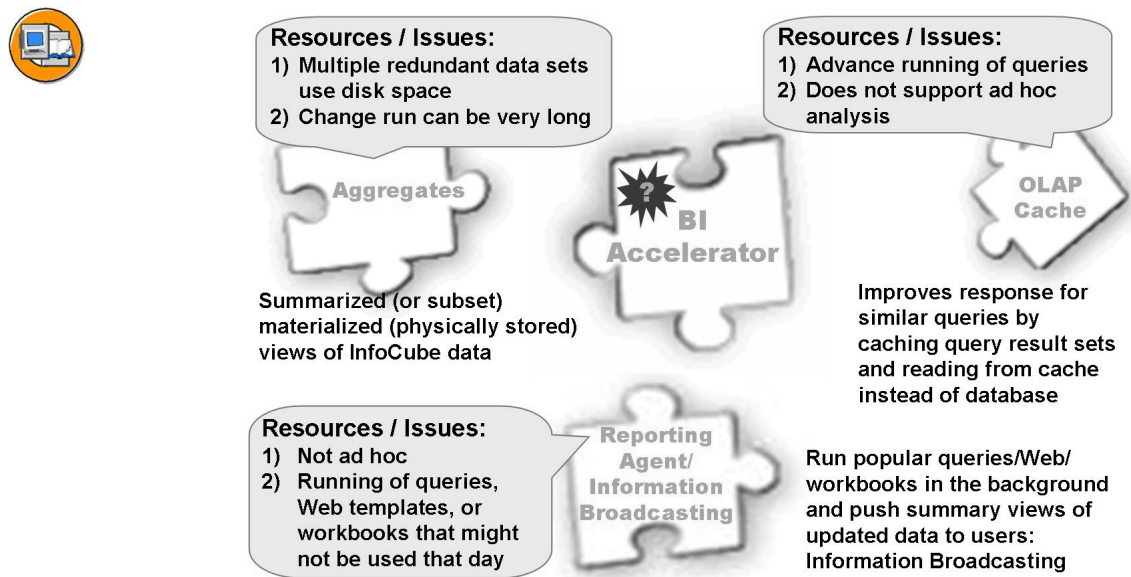 Resources / Issues:
1) Multiple redundant data sets
use disk space
2) Change run can be very long
Aggregates
Summarized (or subset)
materialized (physically stored)
views of InfoCube data
?
BI
Accelerator
Resources / Issues:
1) Advance running of queries
2) Does not support ad hoc
analysis
OLAP
Cache
Improves response for
similar queries by
caching query result sets
and reading from cache
instead of database
Resources / Issues:
1) Not ad hoc
2) Running of queries,
Web templates, or
workbooks that might
not be used that day
Reporting
Agent/
Information
Broadcasting
Run popular queries/Web/
workbooks in the background
and push summary views of
updated data to users:
Information Broadcasting